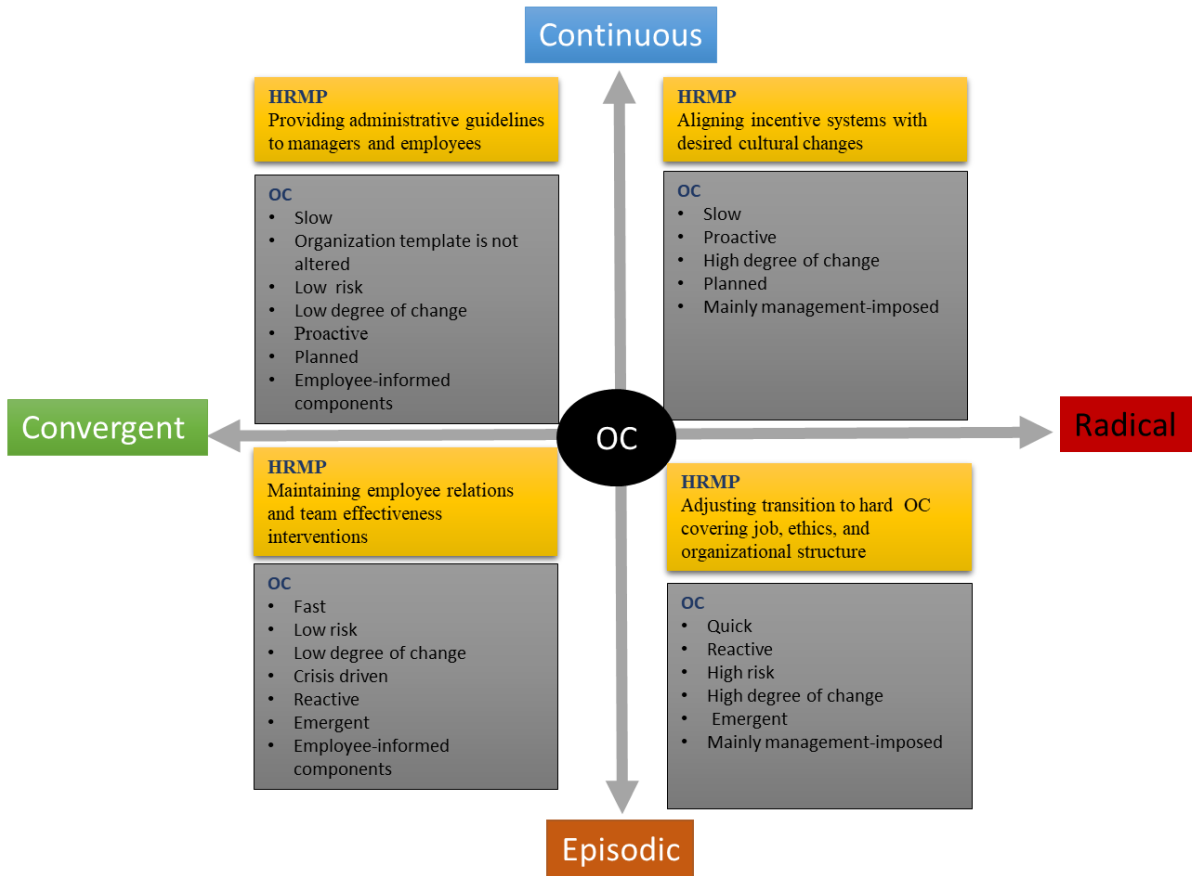 Continuous
HRMP
Providing administrative guidelines
to managers and employees
OC
• Slow
• Organization template is not
altered
• Low risk
• Low degree of change
• Proactive
• Planned
• Employee-informed
components
HRMP
Aligning incentive systems with
desired cultural changes
OC
• Slow
• Proactive
• High degree of change
• Planned
• Mainly management-imposed
Convergent
OC
Radical
HRMP
Maintaining employee relations
and team effectiveness
interventions
OC
• Fast
• Low risk
• Low degree of change
• Crisis driven
• Reactive
• Emergent
• Employee-informed
components
HRMP
Adjusting transition to hard OC
covering job, ethics, and
organizational structure
OC
• Quick
• Reactive
• High risk
• High degree of change
• Emergent
• Mainly management-imposed
Episodic